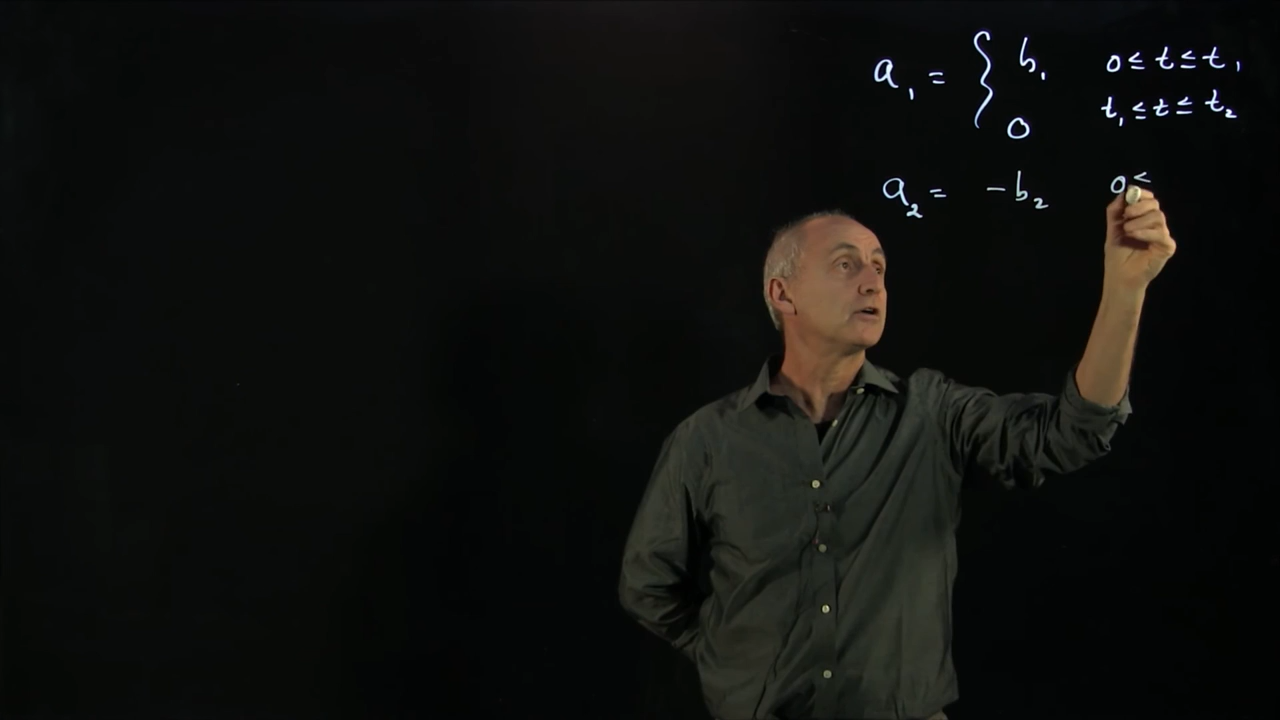 a₁ = { b₁ 0 ≤ t ≤ t₁
0 t₁ ≤ t ≤ t₂
a₂ = -b₂ 0 ≤